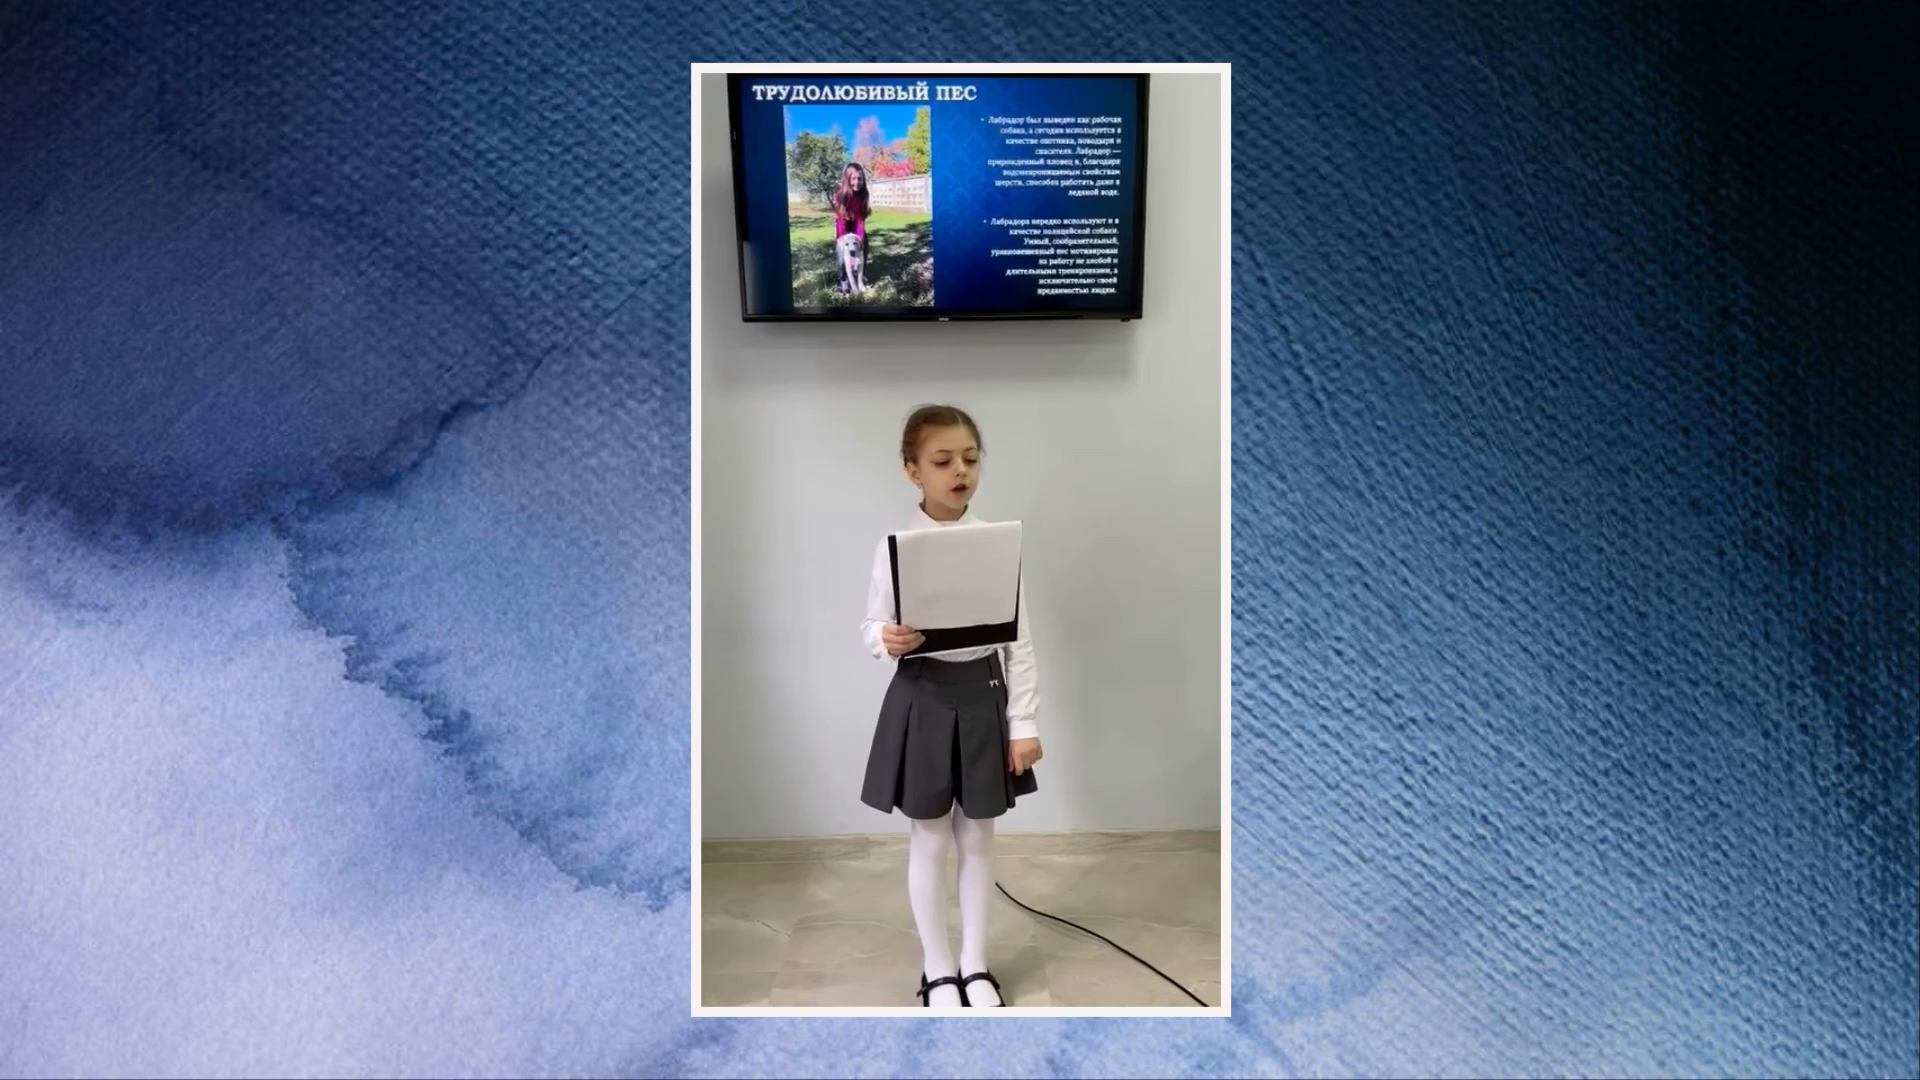 ТРУДОЛЮБИВЫЙ ПЕС
• Лабрадор был выведен как рабочая
собака, а сегодня используется в
качестве охотника, поводыря и
спасателя. Лабрадор —
прирожденный пловец и, благодаря
водонепроницаемым свойствам
шерсти, способен работать даже в
ледяной воде.
• Лабрадора нередко используют и в
качестве полицейской собаки.
Умный, сообразительный,
уравновешенный пес мотивирован
на работу не злобой и
длительными тренировками, а
исключительно своей
преданностью людям.